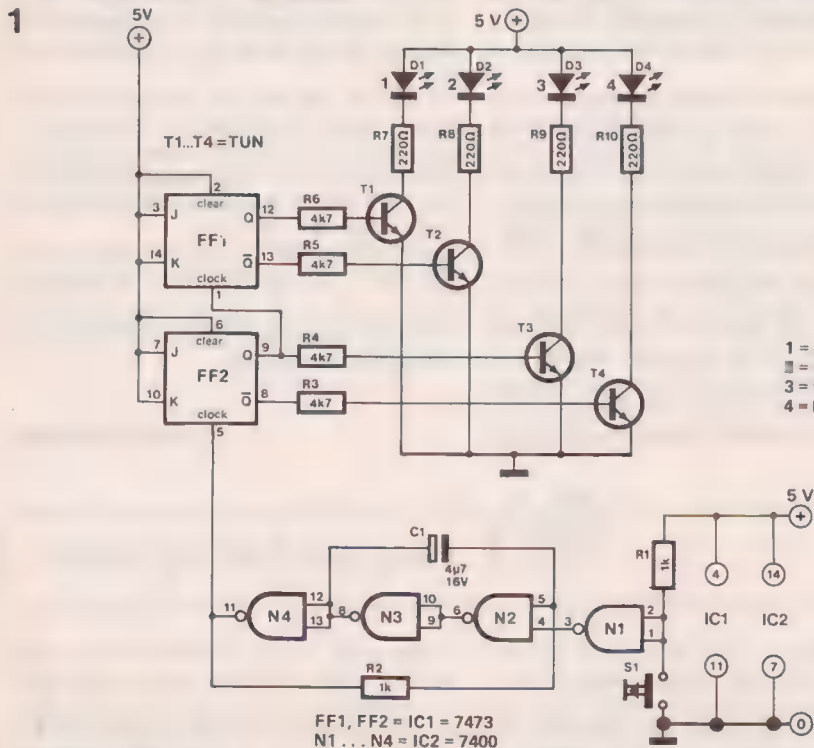 1
5V
5 V
T1...T4 = TUN
D1
D2
D3
D4
1
2
3
4
R7
220Ω
R8
220Ω
R9
220Ω
R10
220Ω
T1
T2
T3
T4
2
clear
3
J
Q
12
FF1
14
K
Q̅
13
clock
1
R6
4k7
R5
4k7
6
clear
7
J
Q
9
FF2
10
K
Q̅
8
clock
5
R4
4k7
R3
4k7
1 =
=
3 =
4 =
C1
4µ7
16V
11
N4
12
13
8
N3
10
9
6
N2
5
4
3
N1
2
1
R2
1k
R1
1k
S1
5 V
4
14
IC1
IC2
11
7
0
FF1, FF2 = IC1 = 7473
N1 ... N4 = IC2 = 7400